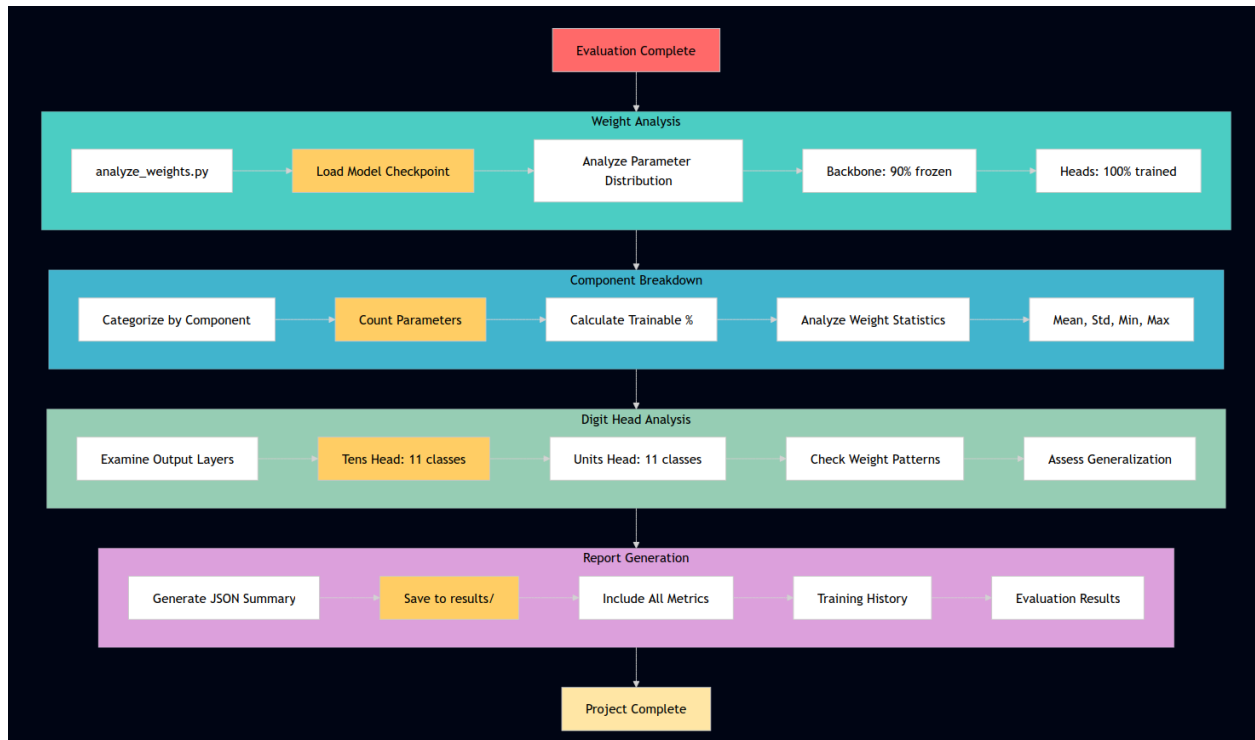 Evaluation Complete
Weight Analysis
analyze_weights.py
Load Model Checkpoint
Analyze Parameter
Distribution
Backbone: 90% frozen
Heads: 100% trained
Component Breakdown
Categorize by Component
Count Parameters
Calculate Trainable %
Analyze Weight Statistics
Mean, Std, Min, Max
Digit Head Analysis
Examine Output Layers
Tens Head: 11 classes
Units Head: 11 classes
Check Weight Patterns
Assess Generalization
Report Generation
Generate JSON Summary
Save to results/
Include All Metrics
Training History
Evaluation Results
Project Complete